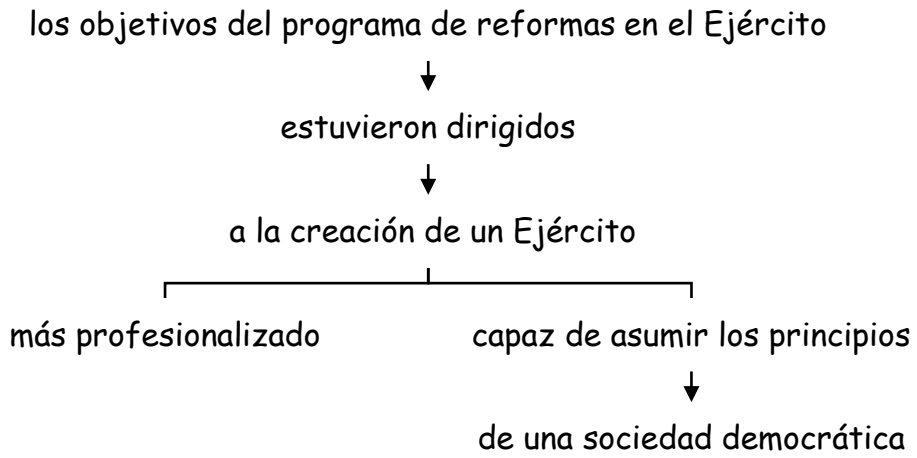 los objetivos del programa de reformas en el Ejército
estuvieron dirigidos
a la creación de un Ejército
más profesionalizado
capaz de asumir los principios
de una sociedad democrática